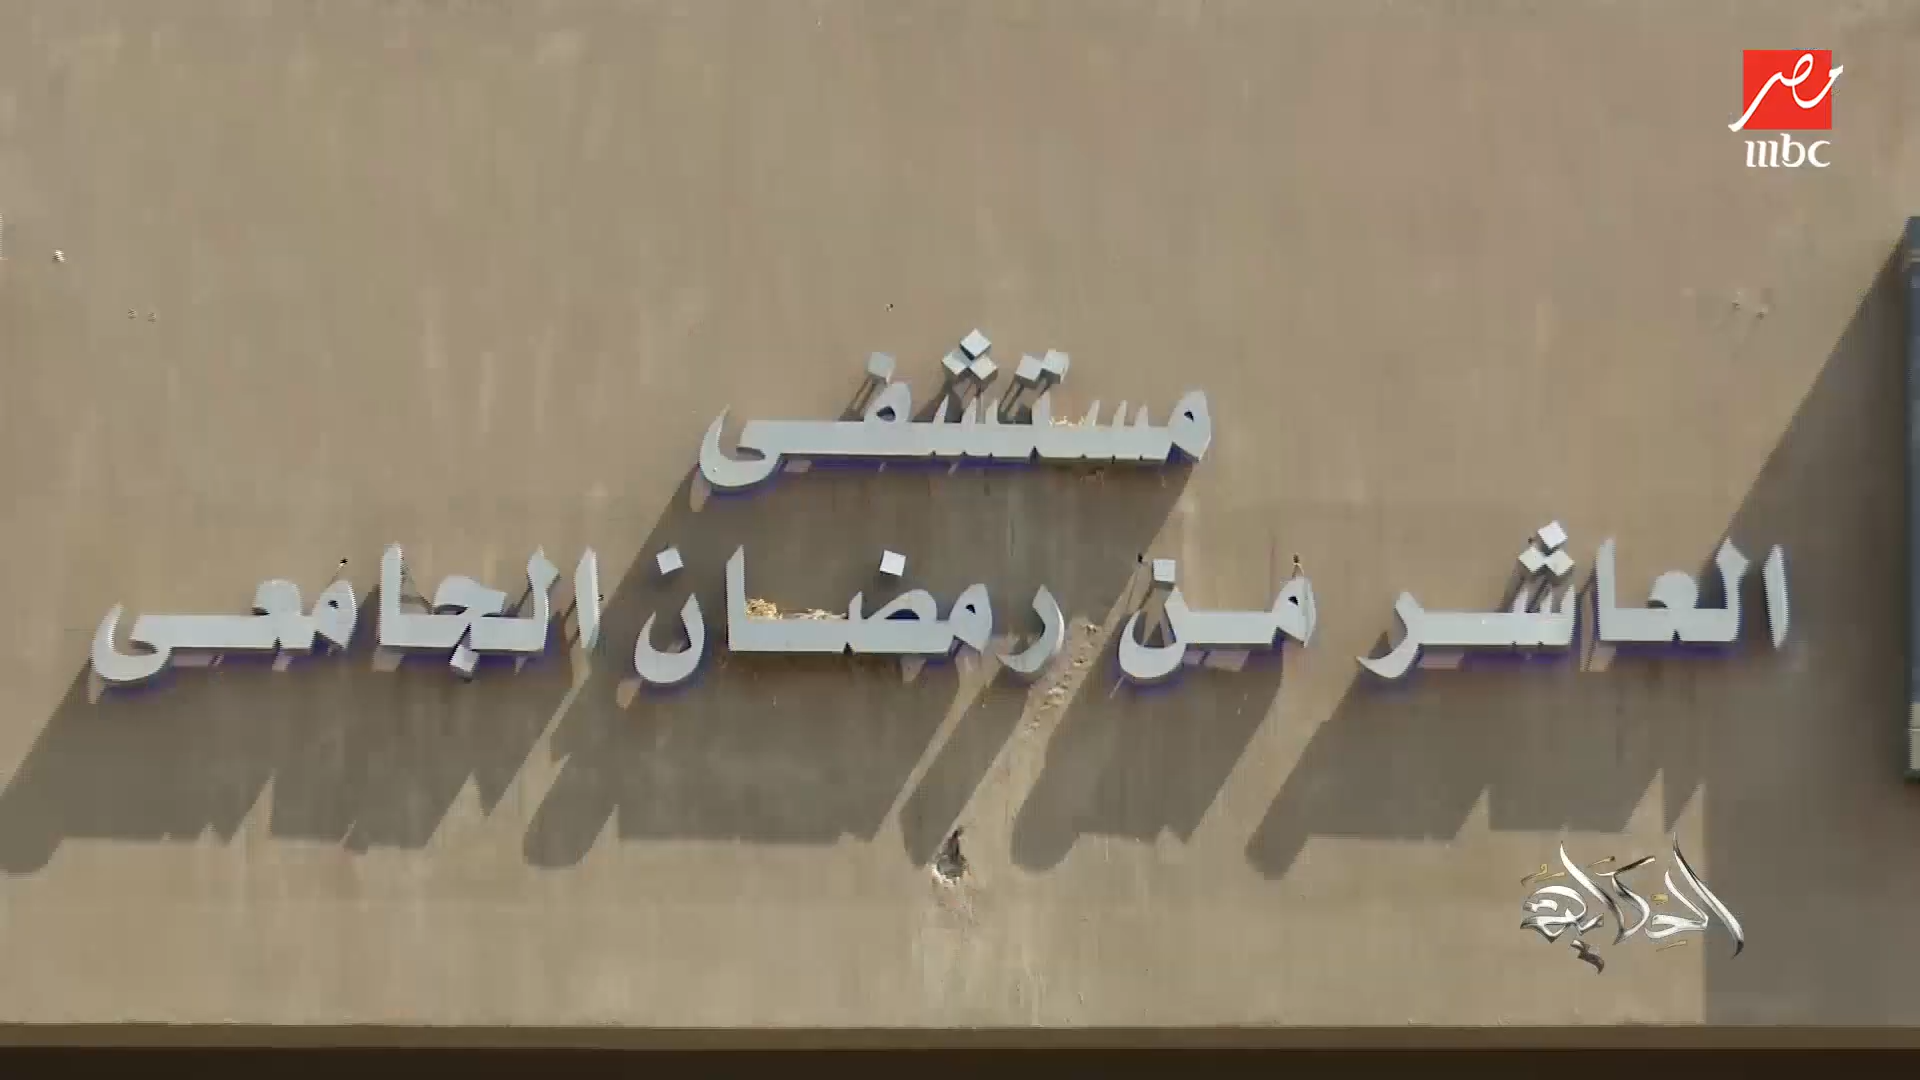 مصر
mbc
مستشفى
العاشر من رمضان الجامعى
الحكاية